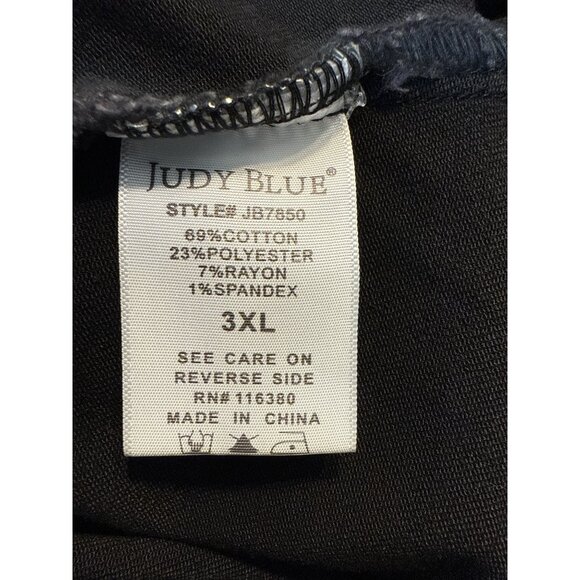 JUDY BLUE®
STYLE# JB7850
69%COTTON
23%POLYESTER
7%RAYON
1%SPANDEX
3XL
SEE CARE ON
REVERSE SIDE
RN# 116380
MADE IN CHINA